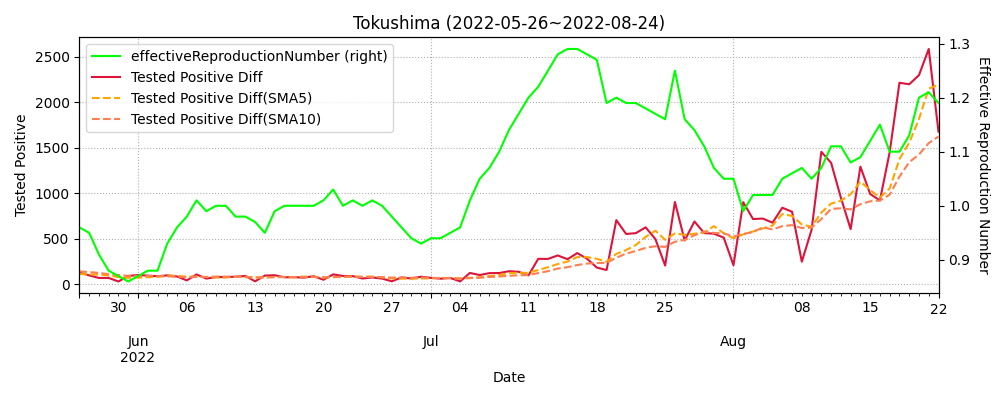 Tokushima (2022-05-26~2022-08-24)
effectiveReproductionNumber (right)
Tested Positive Diff
Tested Positive Diff(SMA5)
Tested Positive Diff(SMA10)
Tested Positive
2500
2000
1500
1000
500
0
1.3
1.2
1.1
1.0
0.9
Effective Reproduction Number
30 06 13 20 27 04 11 18 25 08 15 22
Jun Jul Aug
2022
Date